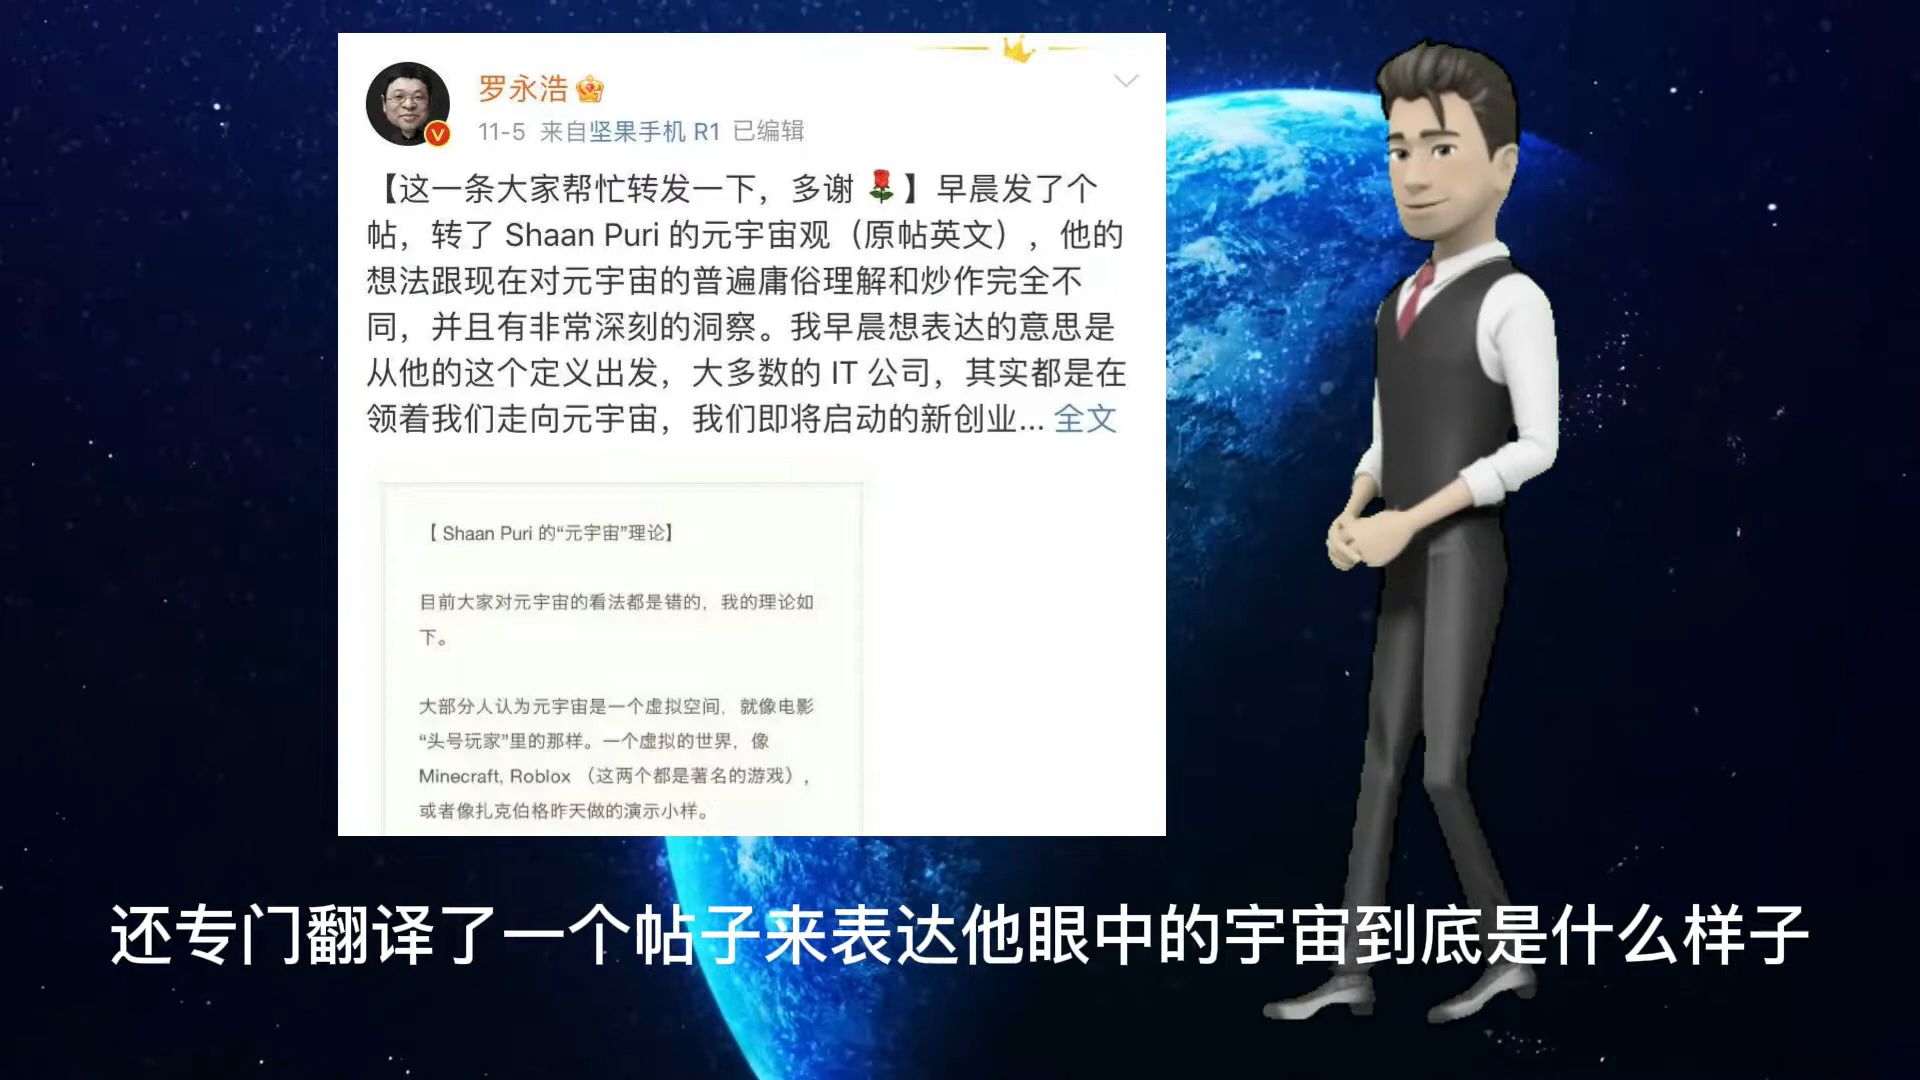 罗永浩
11-5 来自坚果手机 R1 已编辑
【这一条大家帮忙转发一下，多谢🌹】早晨发了个
帖，转了 Shaan Puri 的元宇宙观（原帖英文），他的
想法跟现在对元宇宙的普遍庸俗理解和炒作完全不
同，并且有非常深刻的洞察。我早晨想表达的意思是
从他的这个定义出发，大多数的 IT 公司，其实都是在
领着我们走向元宇宙，我们即将启动的新创业... 全文
【 Shaan Puri 的“元宇宙”理论】
目前大家对元宇宙的看法都是错的，我的理论如
下。
大部分人认为元宇宙是一个虚拟空间，就像电影
“头号玩家”里的那样。一个虚拟的世界，像
Minecraft, Roblox （这两个都是著名的游戏），
或者像扎克伯格昨天做的演示小样。
还专门翻译了一个帖子来表达他眼中的宇宙到底是什么样子